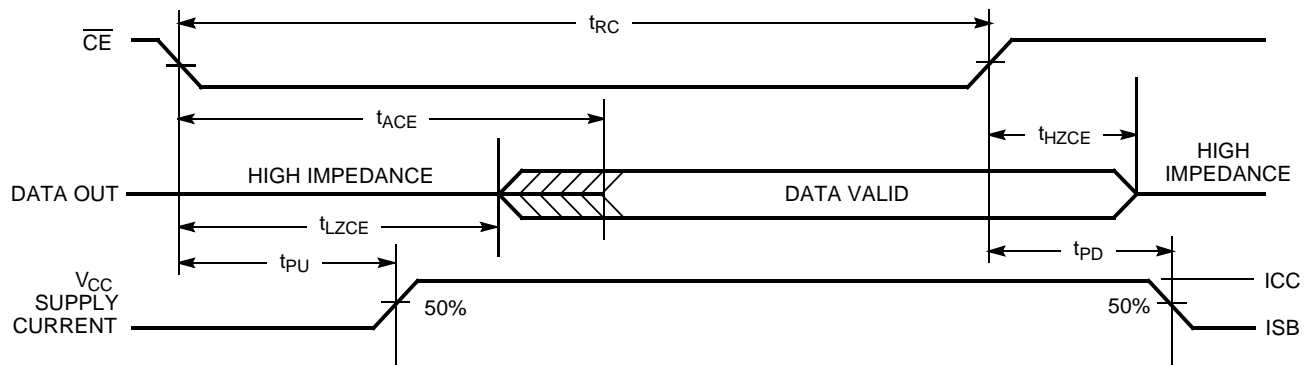 tRC
CE
tACE
tHZCE
HIGH IMPEDANCE
HIGH
IMPEDANCE
DATA OUT
DATA VALID
tLZCE
tPU
tPD
VCC
SUPPLY
CURRENT
50%
50%
ICC
ISB